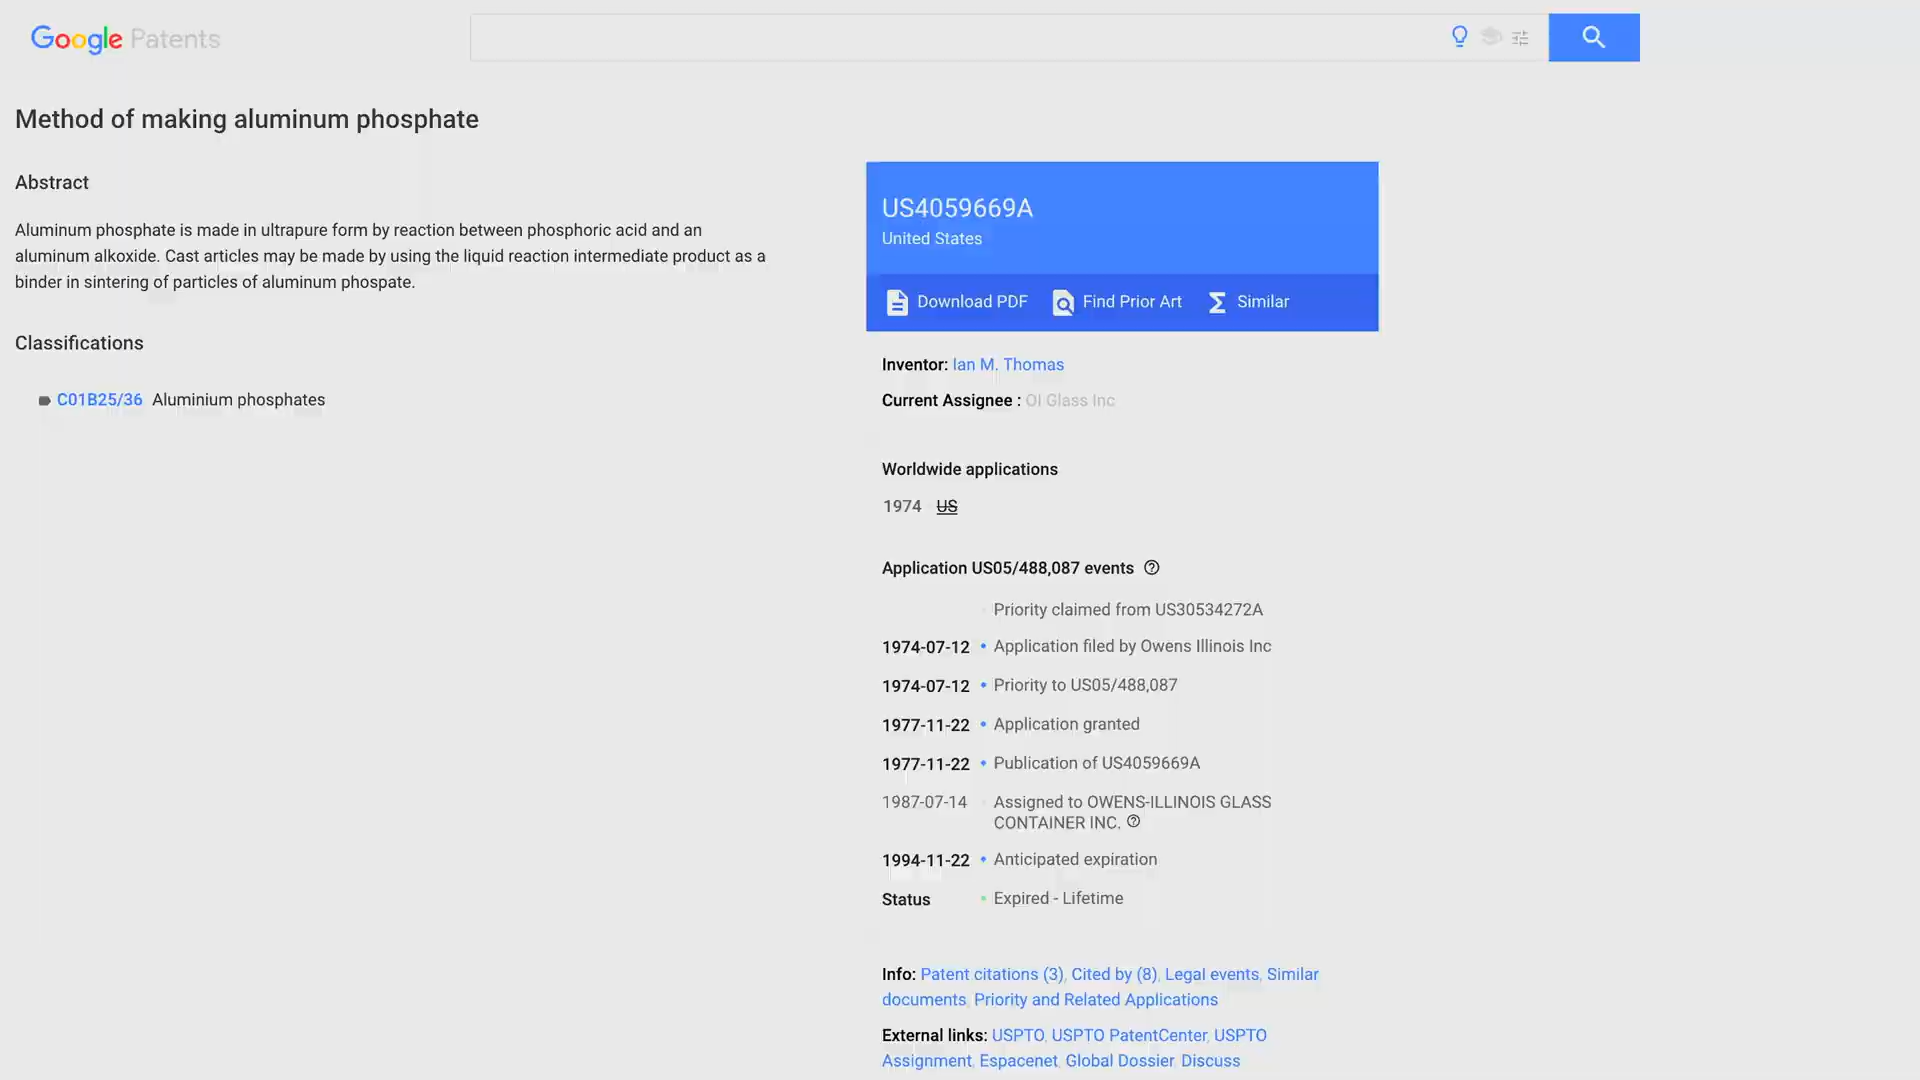 Google Patents
Method of making aluminum phosphate
Abstract
Aluminum phosphate is made in ultrapure form by reaction between phosphoric acid and an
aluminum alkoxide. Cast articles may be made by using the liquid reaction intermediate product as a
binder in sintering of particles of aluminum phospate.
Classifications
C01B25/36 Aluminium phosphates
US4059669A
United States
Download PDF Find Prior Art Similar
Inventor: Ian M. Thomas
Current Assignee : OI Glass Inc
Worldwide applications
1974 US
Application US05/488,087 events
Priority claimed from US30534272A
1974-07-12 • Application filed by Owens Illinois Inc
1974-07-12 • Priority to US05/488,087
1977-11-22 • Application granted
1977-11-22 • Publication of US4059669A
1987-07-14 Assigned to OWENS-ILLINOIS GLASS
CONTAINER INC.
1994-11-22 • Anticipated expiration
Status • Expired - Lifetime
Info: Patent citations (3), Cited by (8), Legal events, Similar
documents, Priority and Related Applications
External links: USPTO, USPTO PatentCenter, USPTO
Assignment, Espacenet, Global Dossier, Discuss